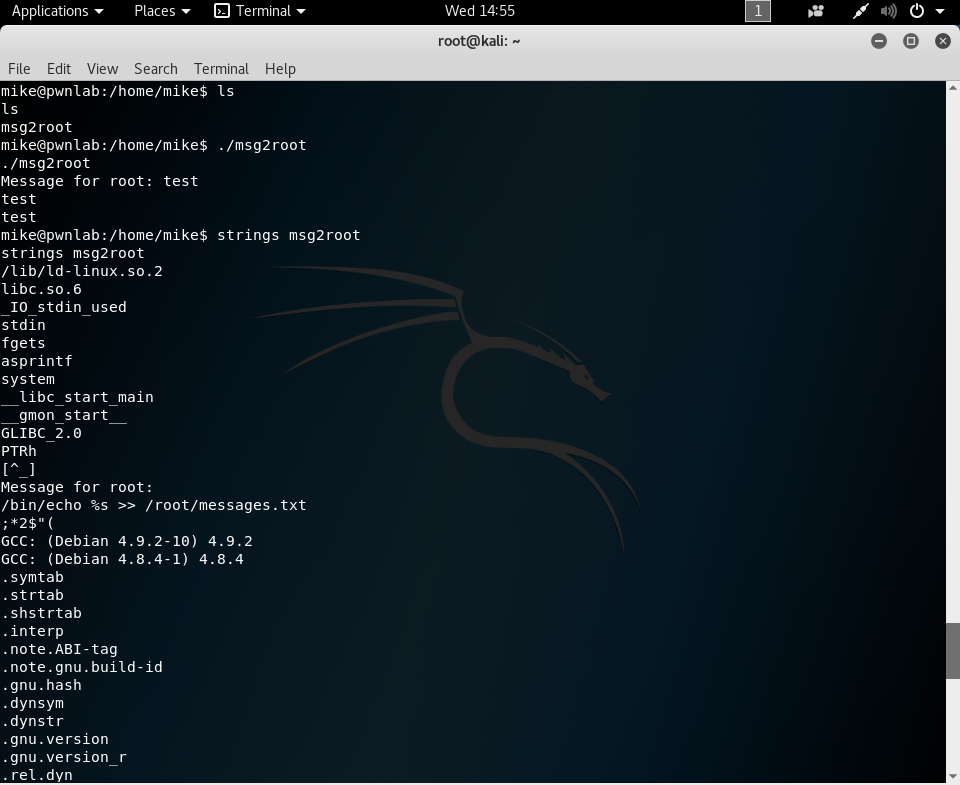 Applications Places Terminal Wed 14:55 1
root@kali: ~
File Edit View Search Terminal Help
mike@pwnlab:/home/mike$ ls
ls
msg2root
mike@pwnlab:/home/mike$ ./msg2root
./msg2root
Message for root: test
test
test
mike@pwnlab:/home/mike$ strings msg2root
strings msg2root
/lib/ld-linux.so.2
libc.so.6
_IO_stdin_used
stdin
fgets
asprintf
system
__libc_start_main
__gmon_start__
GLIBC_2.0
PTRh
[^_]
Message for root:
/bin/echo %s >> /root/messages.txt
;*2$"(
GCC: (Debian 4.9.2-10) 4.9.2
GCC: (Debian 4.8.4-1) 4.8.4
.symtab
.strtab
.shstrtab
.interp
.note.ABI-tag
.note.gnu.build-id
.gnu.hash
.dynsym
.dynstr
.gnu.version
.gnu.version_r
.rel.dyn